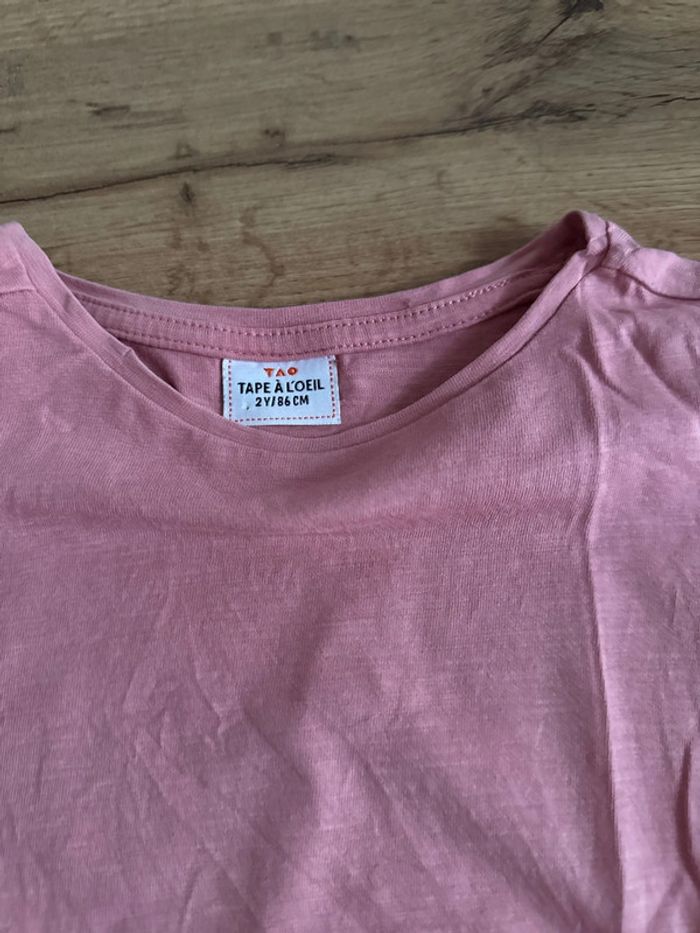 TAO
TAPE À L'OEIL
2Y/86CM